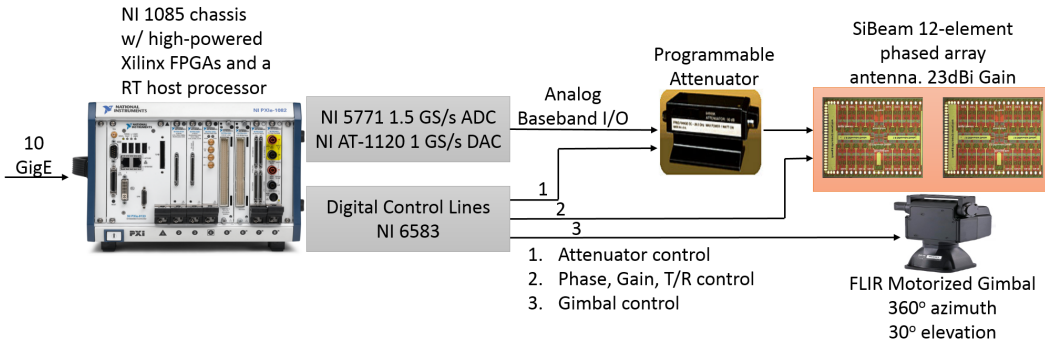 NI 1085 chassis
w/ high-powered
Xilinx FPGAs and a
RT host processor
10
GigE
NATIONAL
INSTRUMENTS
NI PXIe-1082
PXI
NI 5771 1.5 GS/s ADC
NI AT-1120 1 GS/s DAC
Digital Control Lines
NI 6583
Analog
Baseband I/O
1
2
3
1. Attenuator control
2. Phase, Gain, T/R control
3. Gimbal control
Programmable
Attenuator
SiBeam 12-element
phased array
antenna. 23dBi Gain
FLIR Motorized Gimbal
360° azimuth
30° elevation